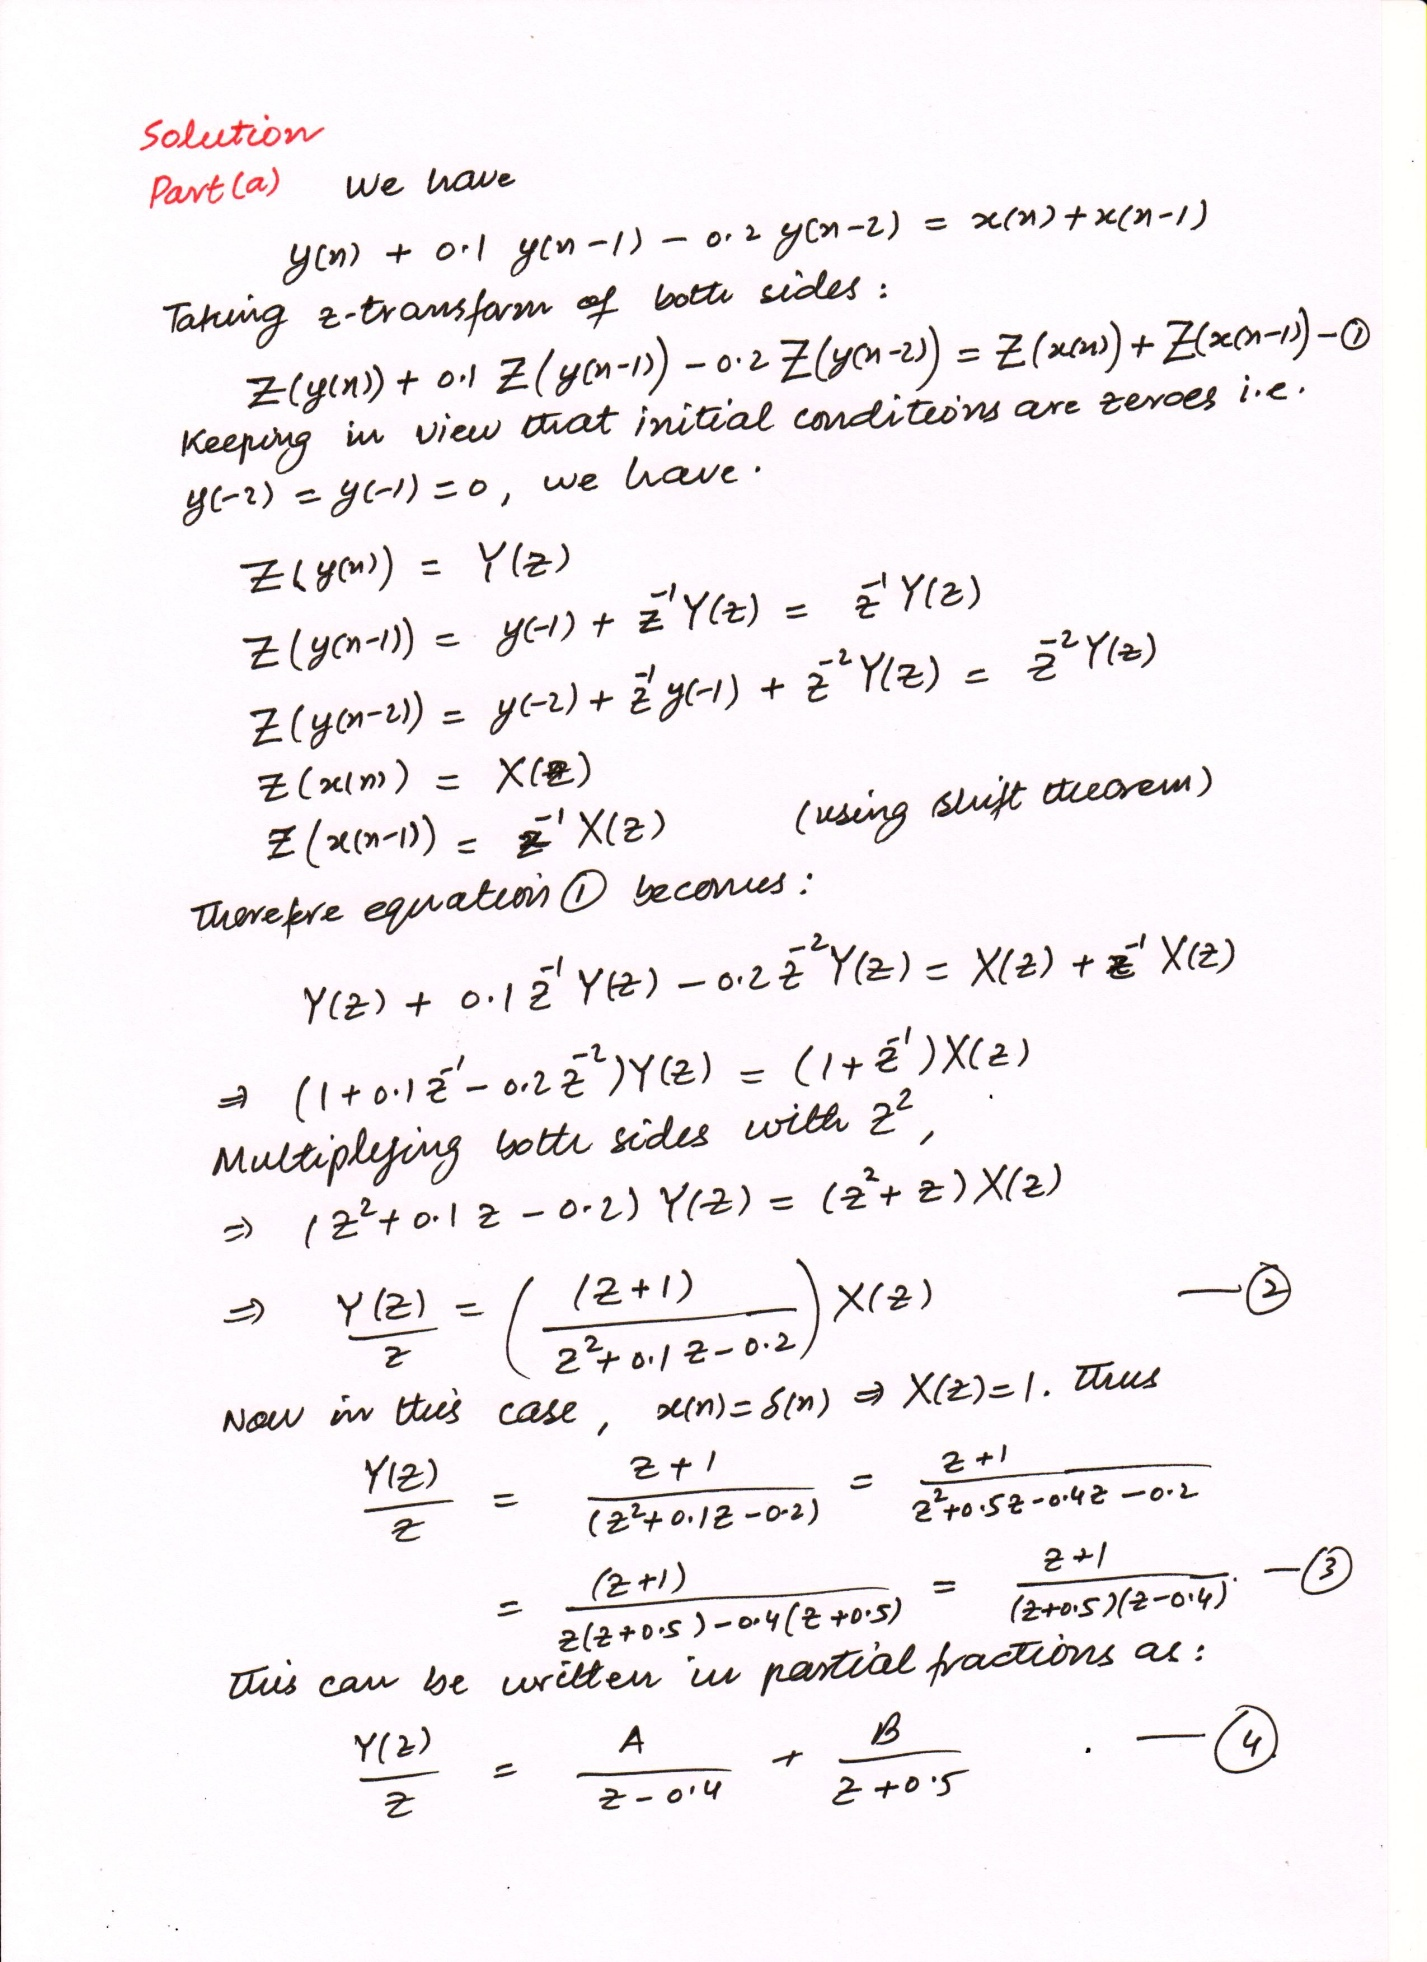 Solution
Part (a) We have
y(n) + 0.1 y(n-1) - 0.2 y(n-2) = x(n) + x(n-1)
Taking z-transform of both sides:
Z(y(n)) + 0.1 Z(y(n-1)) - 0.2 Z(y(n-2)) = Z(x(n)) + Z(x(n-1)) - ①
Keeping in view that initial conditions are zeroes i.e.
y(-2) = y(-1) = 0, we have.
Z(y(n)) = Y(z)
Z(y(n-1)) = y(-1) + z⁻¹Y(z) = z⁻¹Y(z)
Z(y(n-2)) = y(-2) + z⁻¹y(-1) + z⁻²Y(z) = z⁻²Y(z)
Z(x(n)) = X(z)
Z(x(n-1)) = z⁻¹X(z) (using shift theorem)
Therefore equation ① becomes:
Y(z) + 0.1 z⁻¹ Y(z) - 0.2 z⁻²Y(z) = X(z) + z⁻¹ X(z)
⇒ (1 + 0.1 z⁻¹ - 0.2 z⁻²)Y(z) = (1 + z⁻¹)X(z)
Multiplying both sides with z²,
⇒ (z² + 0.1 z - 0.2) Y(z) = (z² + z) X(z)
⇒ Y(z)/z = ((z+1)/(z² + 0.1 z - 0.2)) X(z) — ②
Now in this case, x(n) = δ(n) ⇒ X(z) = 1. Thus
Y(z)/z = z+1/(z² + 0.1z - 0.2) = z+1/z² + 0.5z - 0.4z - 0.2
= (z+1)/z(z+0.5) - 0.4(z+0.5) = z+1/(z+0.5)(z-0.4). — ③
This can be written in partial fractions as:
Y(z)/z = A/z-0.4 + B/z+0.5 . — ④